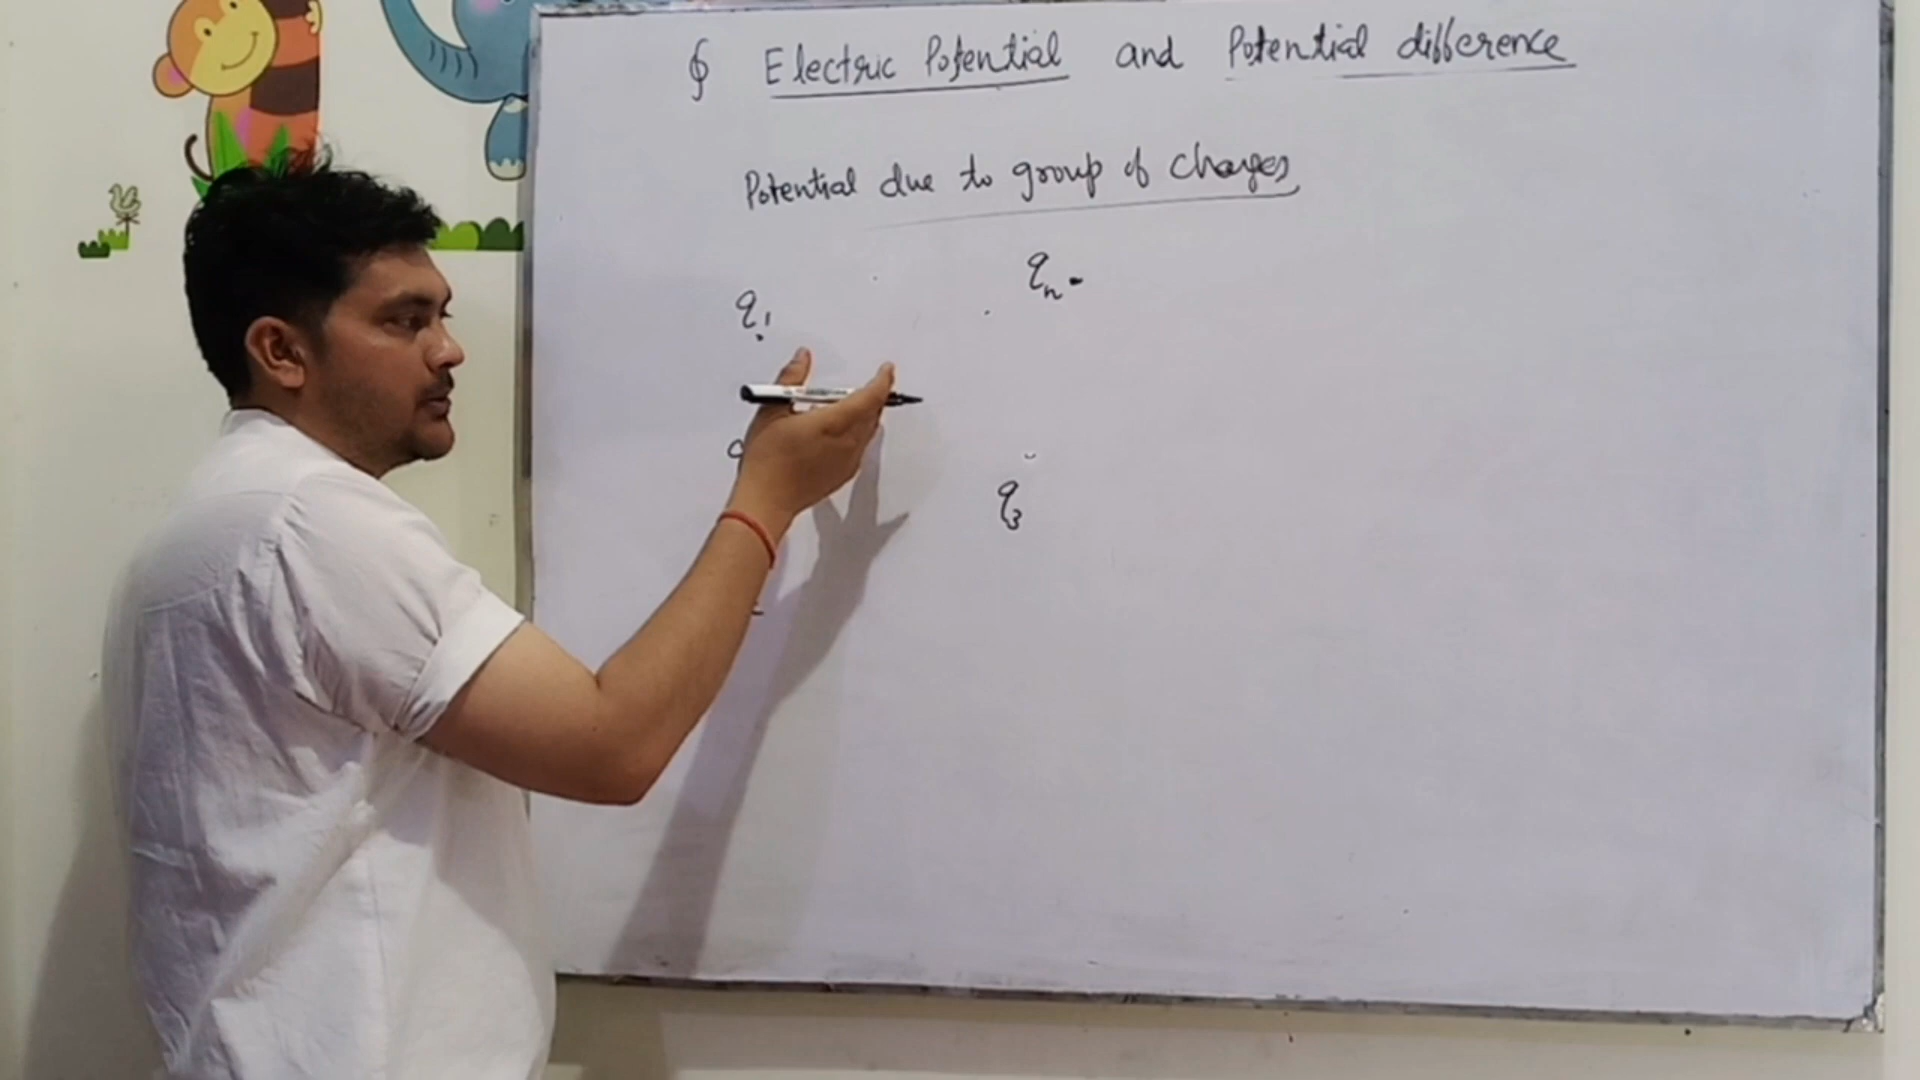 ∮ Electric Potential and Potential difference
Potential due to group of charges
qn
q1
q3